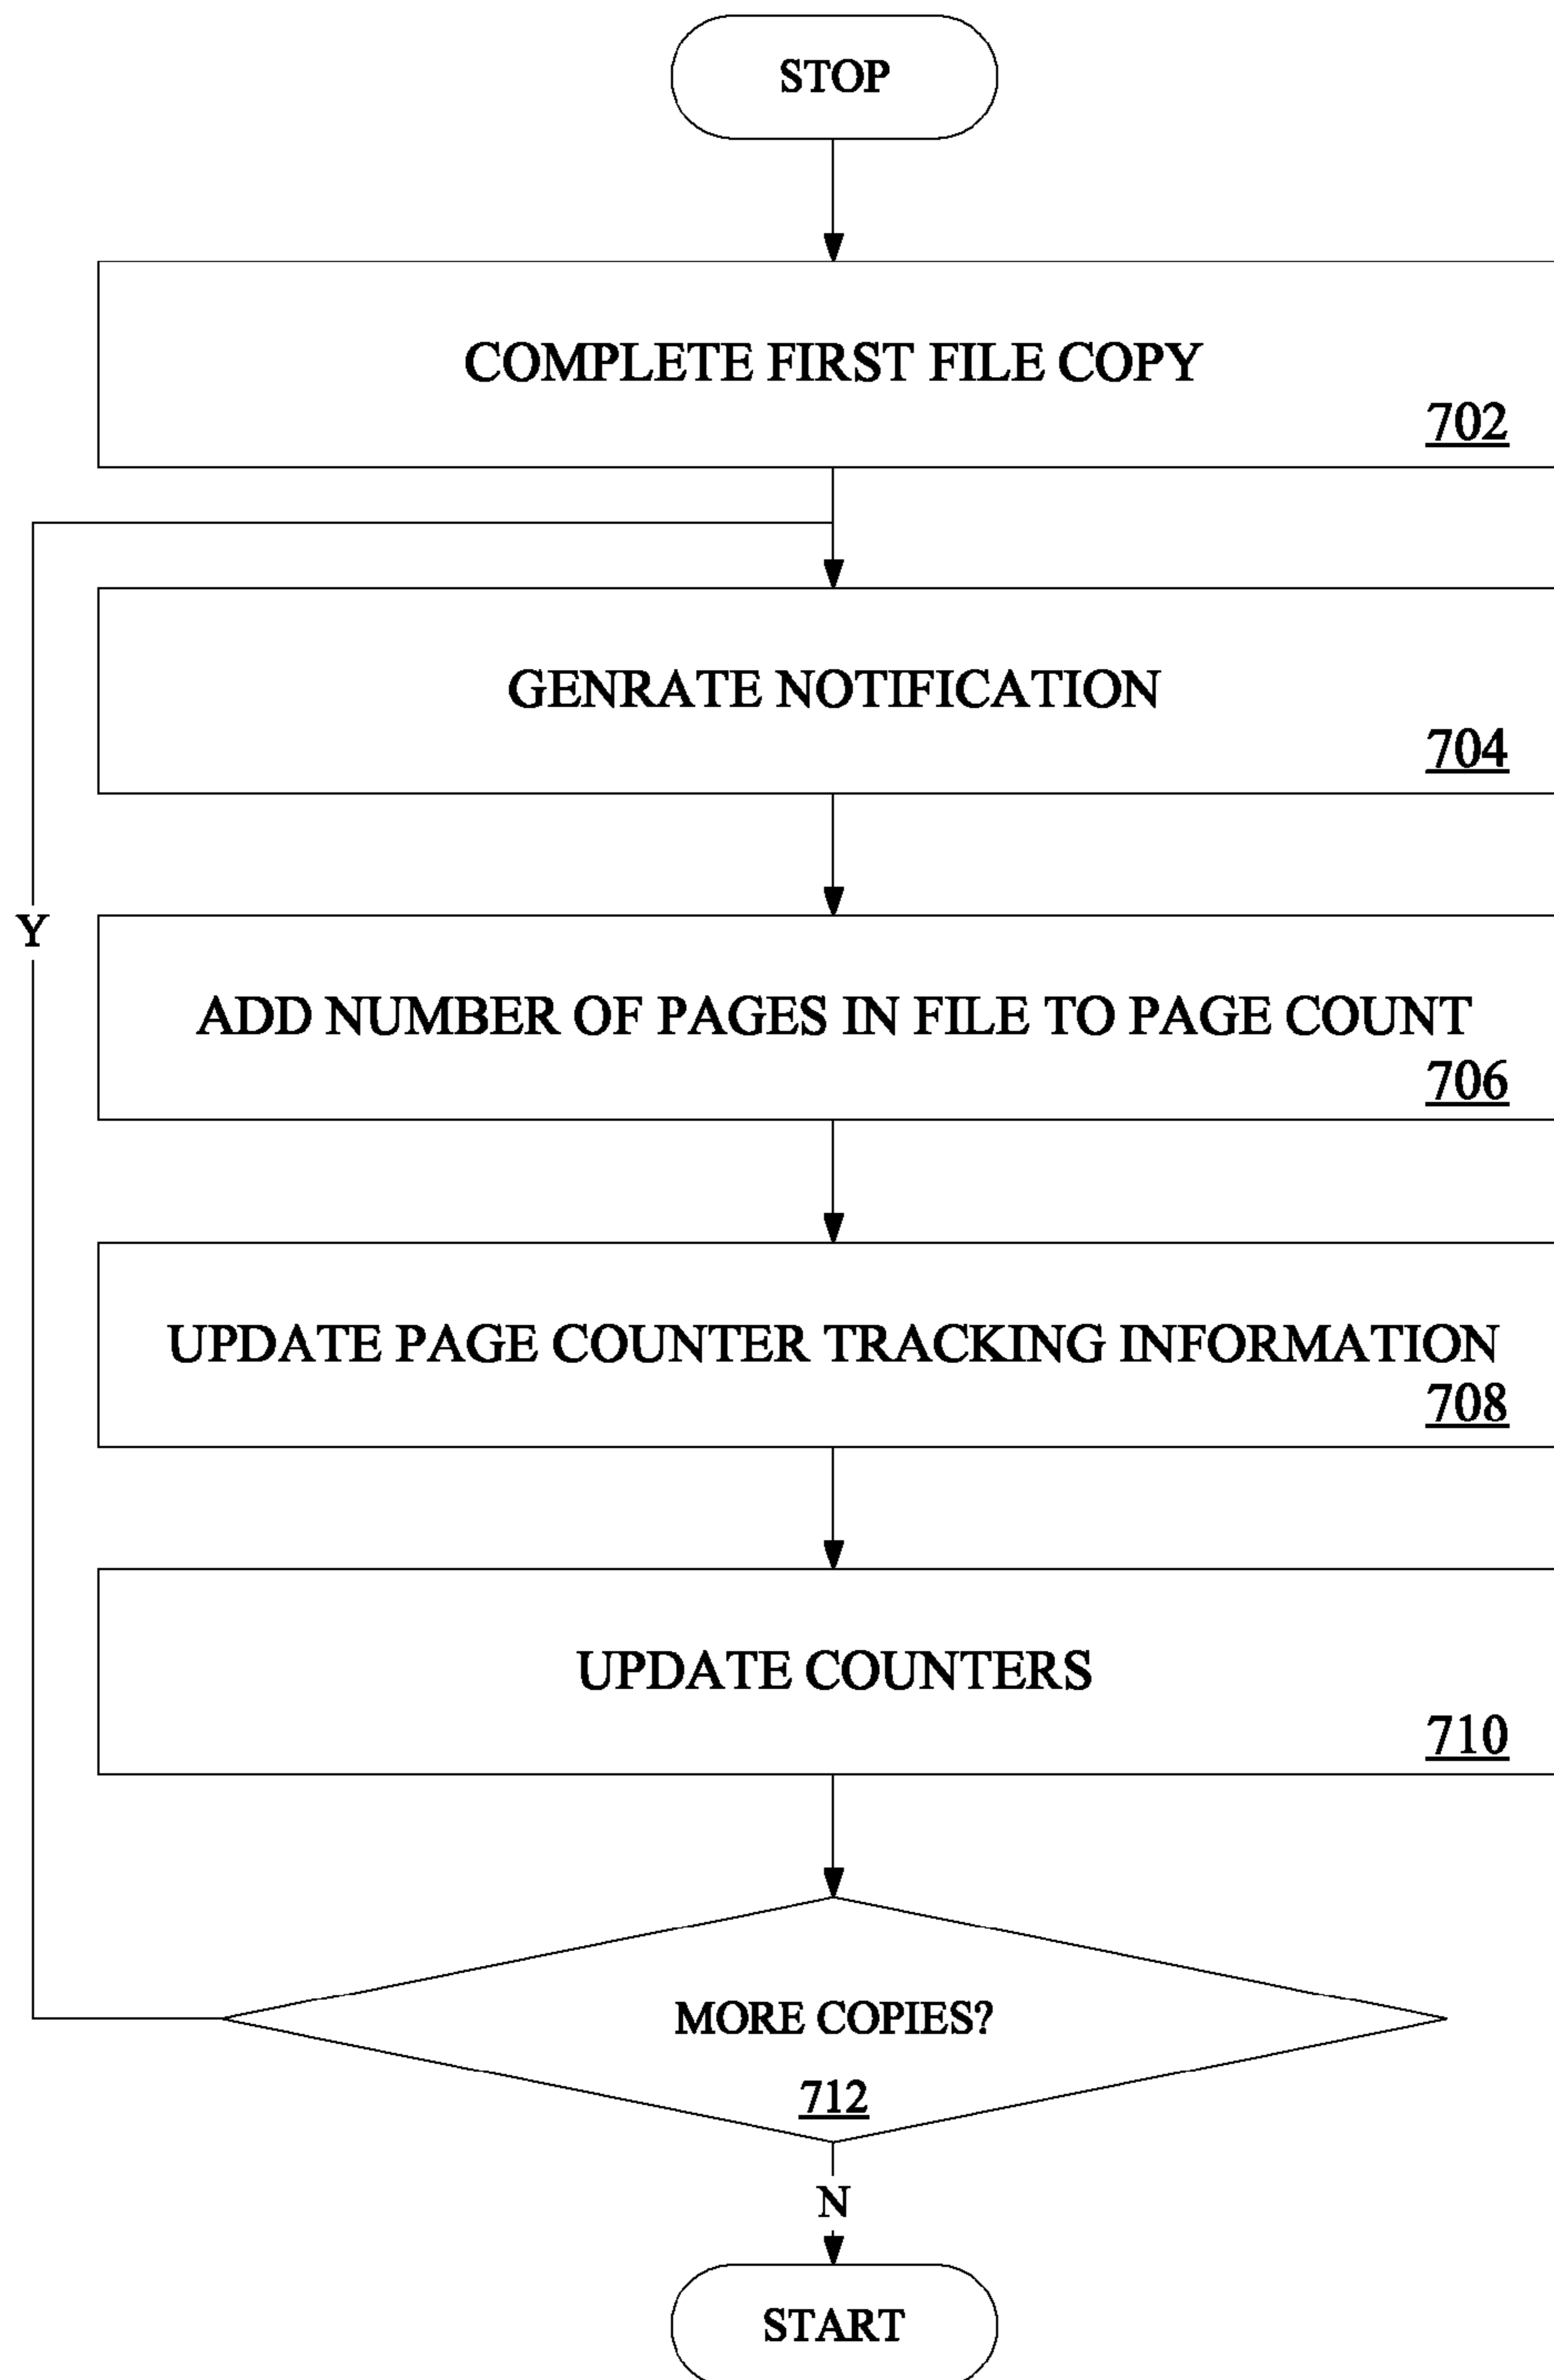 STOP
COMPLETE FIRST FILE COPY
702
GENRATE NOTIFICATION
704
Y
ADD NUMBER OF PAGES IN FILE TO PAGE COUNT
706
UPDATE PAGE COUNTER TRACKING INFORMATION
708
UPDATE COUNTERS
710
MORE COPIES?
712
N
START